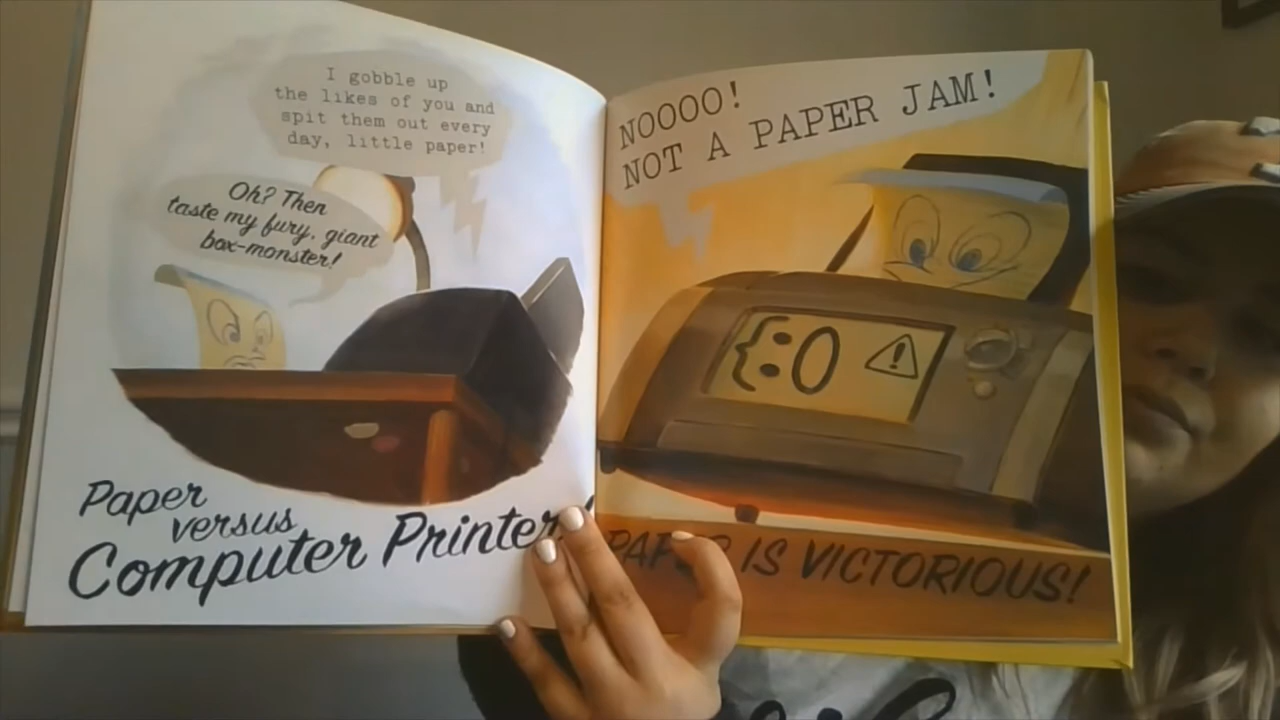 I gobble up
the likes of you and
spit them out every
day, little paper!
Oh? Then
taste my fury, giant
box-monster!
Paper
versus
Computer Printer!
NOOOO!
NOT A PAPER JAM!
{:O
PAPER IS VICTORIOUS!